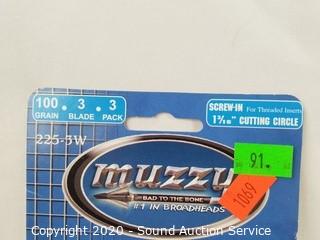 100 3 3
GRAIN BLADE PACK
SCREW-IN For Threaded Inserts
1 3/16" CUTTING CIRCLE
225-5W
muzzy
BAD TO THE BONE
#1 IN BROADHEADS
91
1069
Copyright 2020 - Sound Auction Service